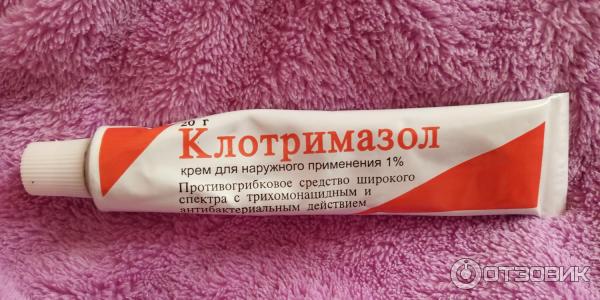 20 г
Клотримазол
крем для наружного применения 1%
Противогрибковое средство широкого
спектра с трихомонацидным и
антибактериальным действием
ОТЗОВИК